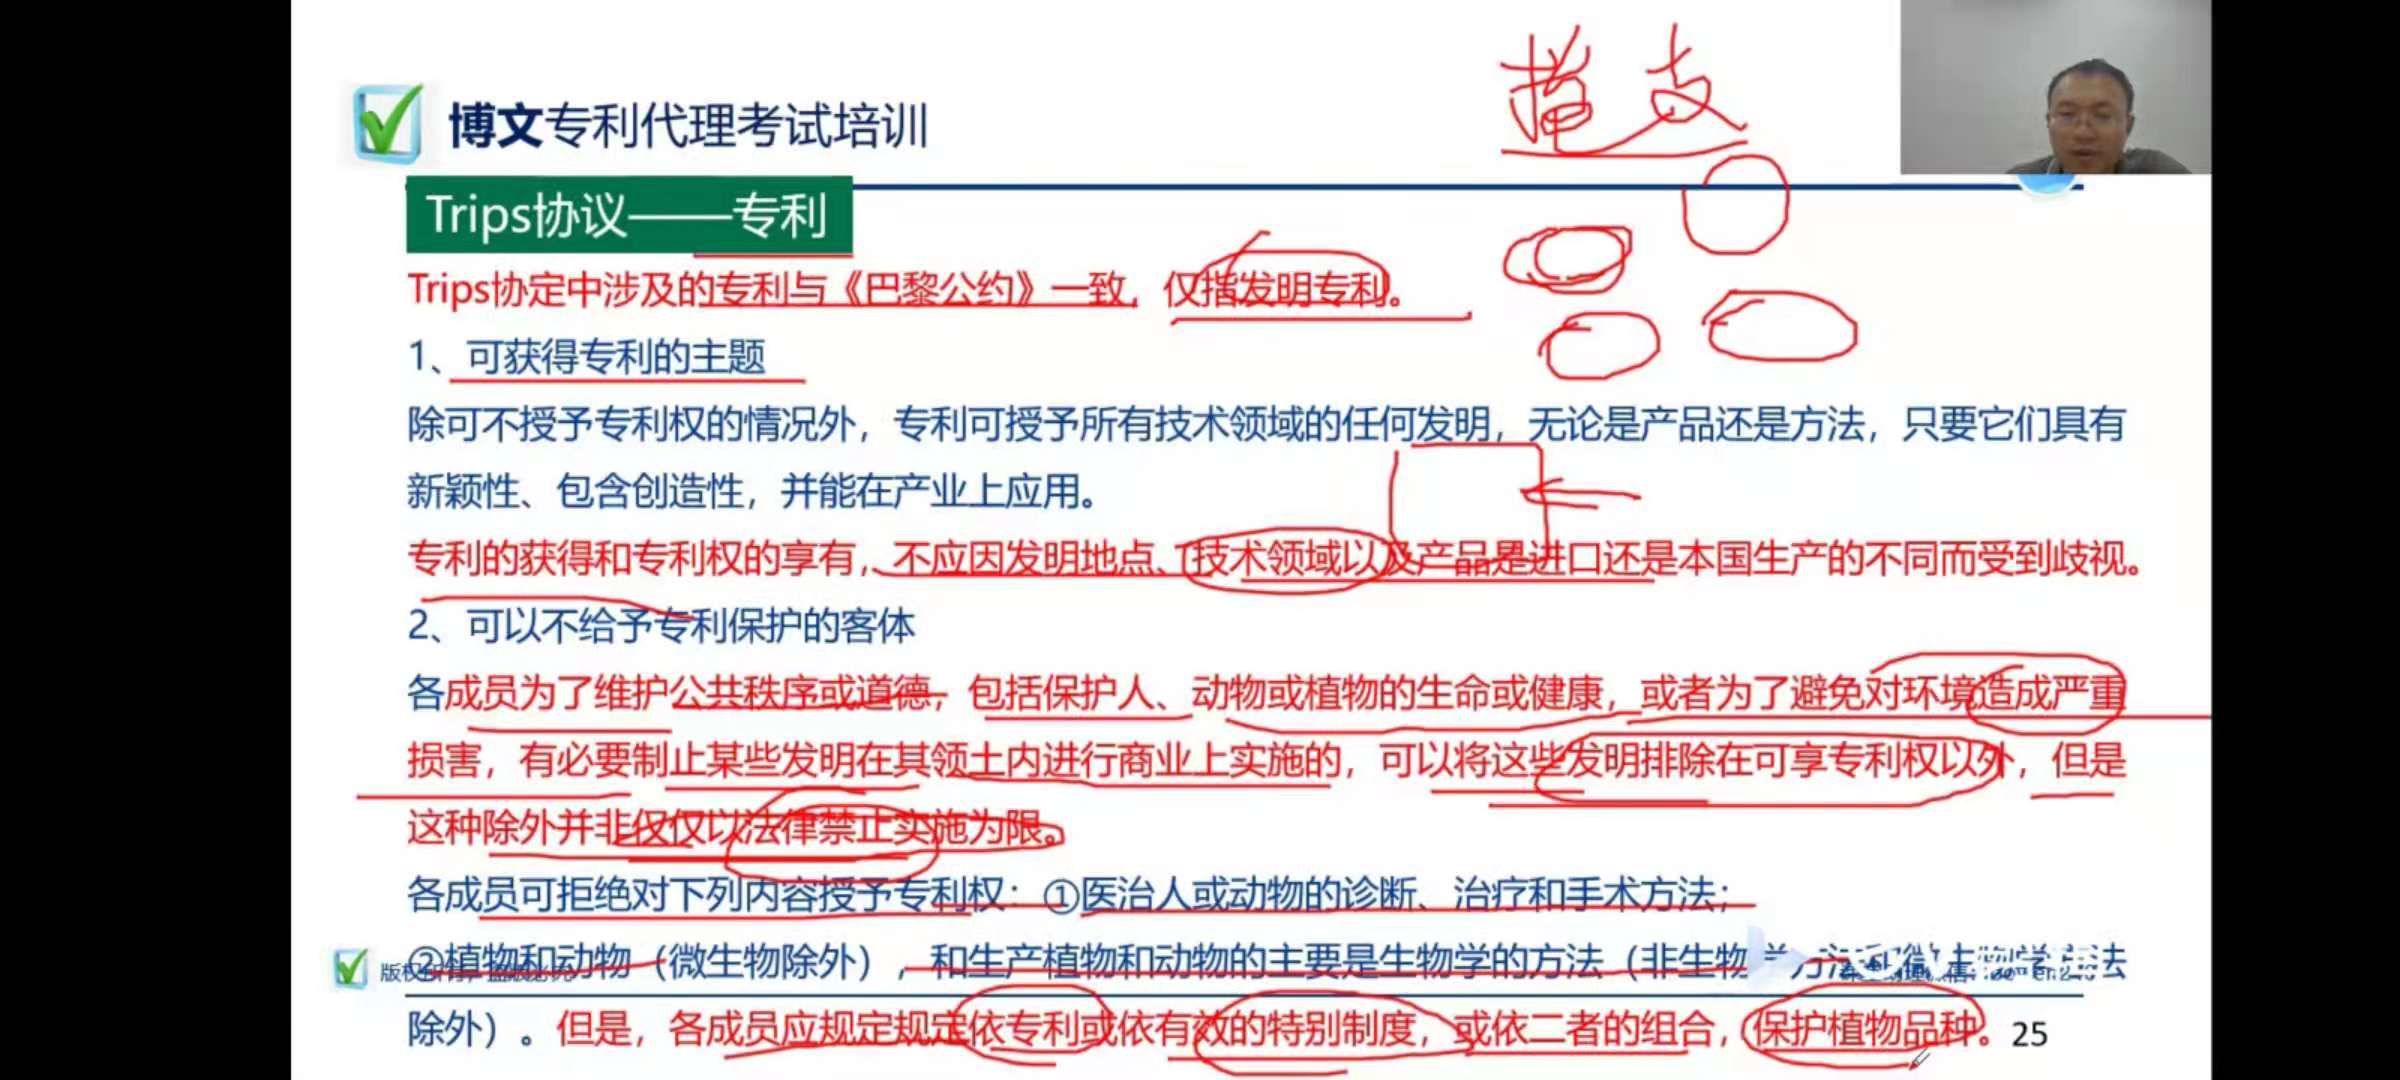 博文专利代理考试培训
Trips协议——专利
Trips协定中涉及的专利与《巴黎公约》一致，仅指发明专利。
1、可获得专利的主题
除可不授予专利权的情况外，专利可授予所有技术领域的任何发明，无论是产品还是方法，只要它们具有
新颖性、包含创造性，并能在产业上应用。
专利的获得和专利权的享有，不应因发明地点、技术领域以及产品是进口还是本国生产的不同而受到歧视。
2、可以不给予专利保护的客体
各成员为了维护公共秩序或道德，包括保护人、动物或植物的生命或健康，或者为了避免对环境造成严重
损害，有必要制止某些发明在其领土内进行商业上实施的，可以将这些发明排除在可享专利权以外，但是
这种除外并非仅仅以法律禁止实施为限。
各成员可拒绝对下列内容授予专利权：①医治人或动物的诊断、治疗和手术方法；
②植物和动物（微生物除外），和生产植物和动物的主要是生物学的方法（非生物学方法和微生物学方法
版权所有，盗版必究
除外）。但是，各成员应规定规定依专利或依有效的特别制度，或依二者的组合，保护植物品种。
25